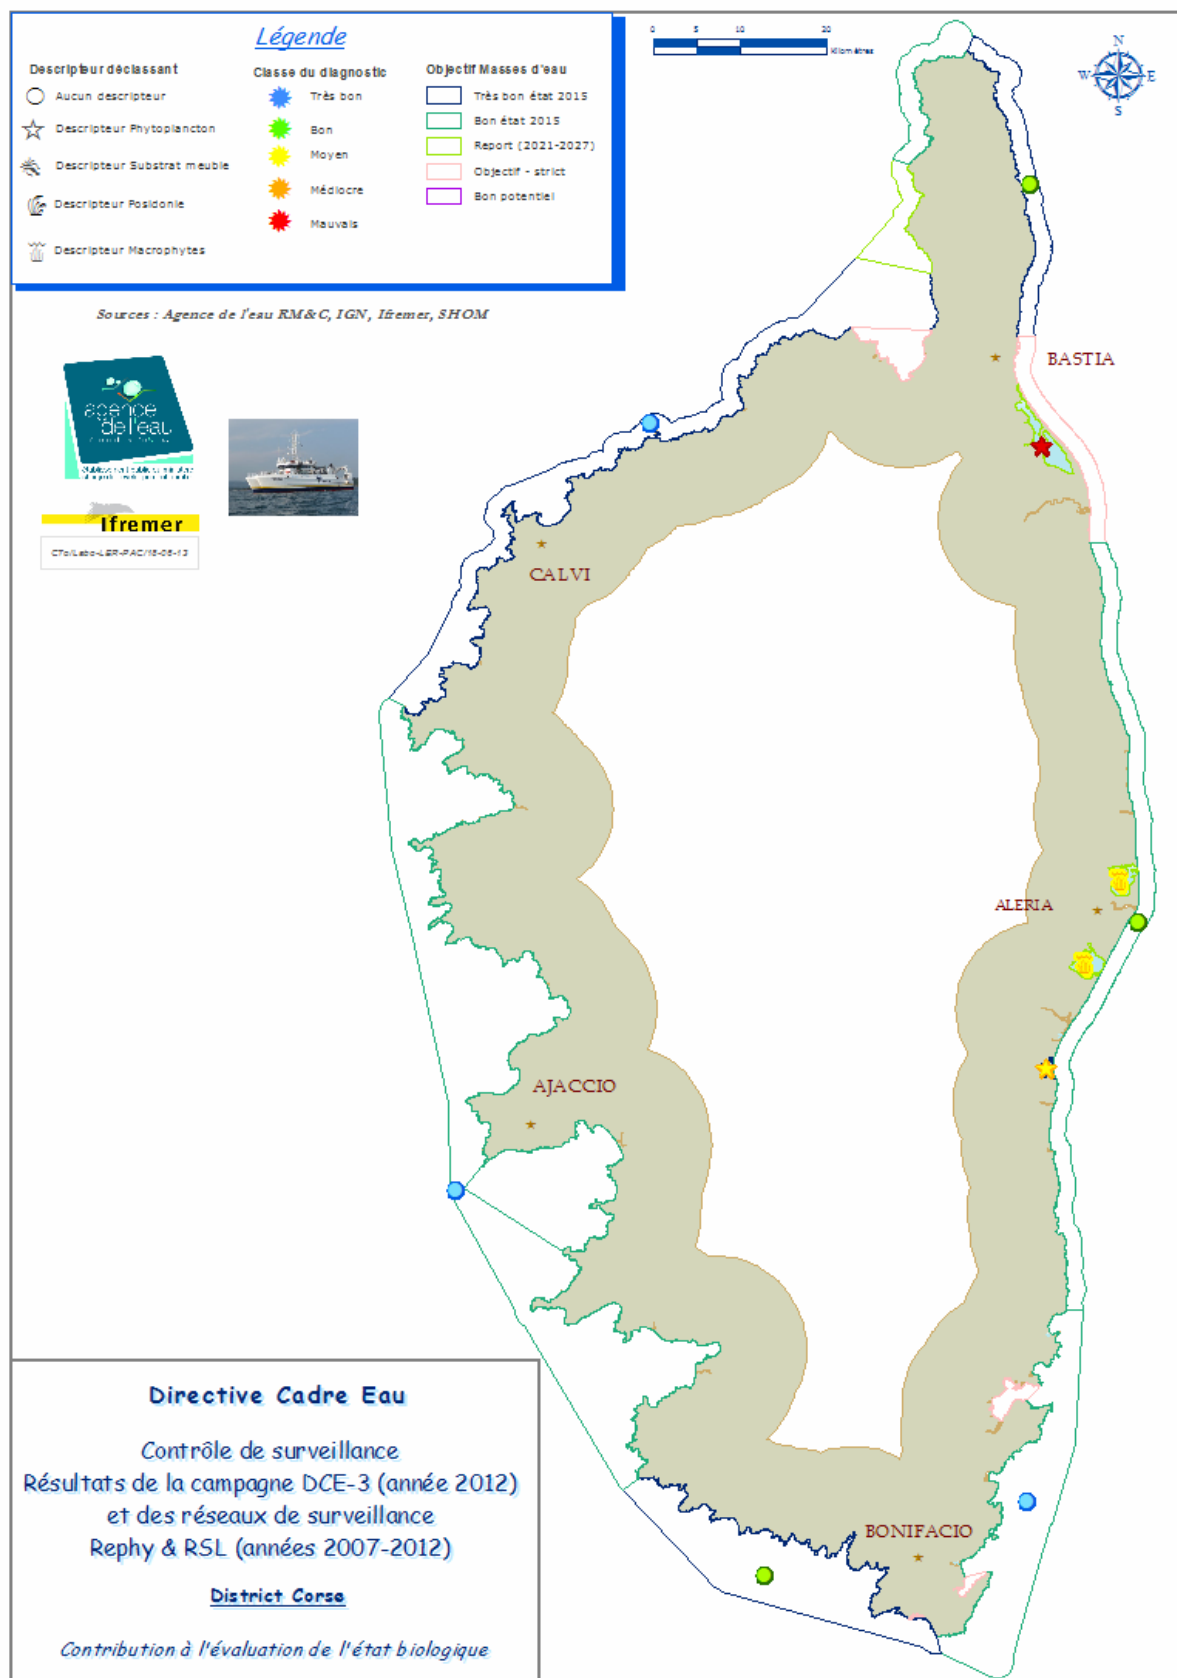 Légende
Descripteur déclassant
Aucun descripteur
Descripteur Phytoplancton
Descripteur Substrat meuble
Descripteur Posidonie
Descripteur Macrophytes
Classe du diagnostic
Très bon
Bon
Moyen
Médiocre
Mauvais
Objectif Masses d'eau
Très bon état 2015
Bon état 2015
Report (2021-2027)
Objectif - strict
Bon potentiel
0 5 10 20
Kilomètres
N
W E
S
Sources : Agence de l'eau RM&C, IGN, Ifremer, SHOM
agence
de l'eau
Ifremer
BASTIA
CALVI
ALERIA
AJACCIO
BONIFACIO
Directive Cadre Eau
Contrôle de surveillance
Résultats de la campagne DCE-3 (année 2012)
et des réseaux de surveillance
Rephy & RSL (années 2007-2012)
District Corse
Contribution à l'évaluation de l'état biologique